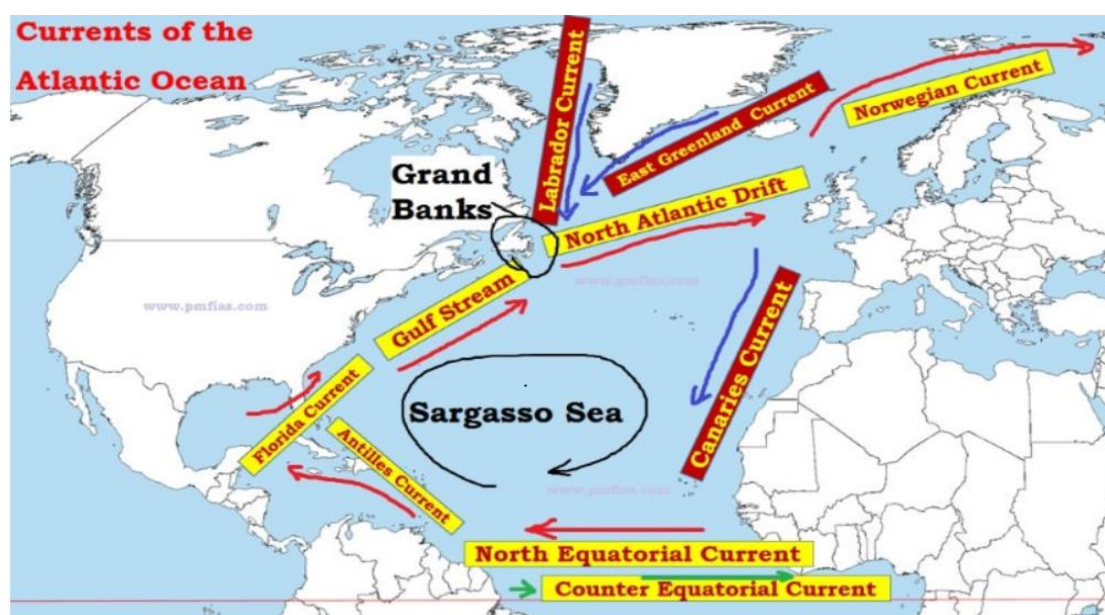 Currents of the
Atlantic Ocean
Labrador Current
East Greenland Current
Norwegian Current
Grand
Banks
North Atlantic Drift
www.pmfias.com
www.pmfias.com
Gulf Stream
Canaries Current
Florida Current
Sargasso Sea
Antilles Current
www.pmfias.com
North Equatorial Current
Counter Equatorial Current